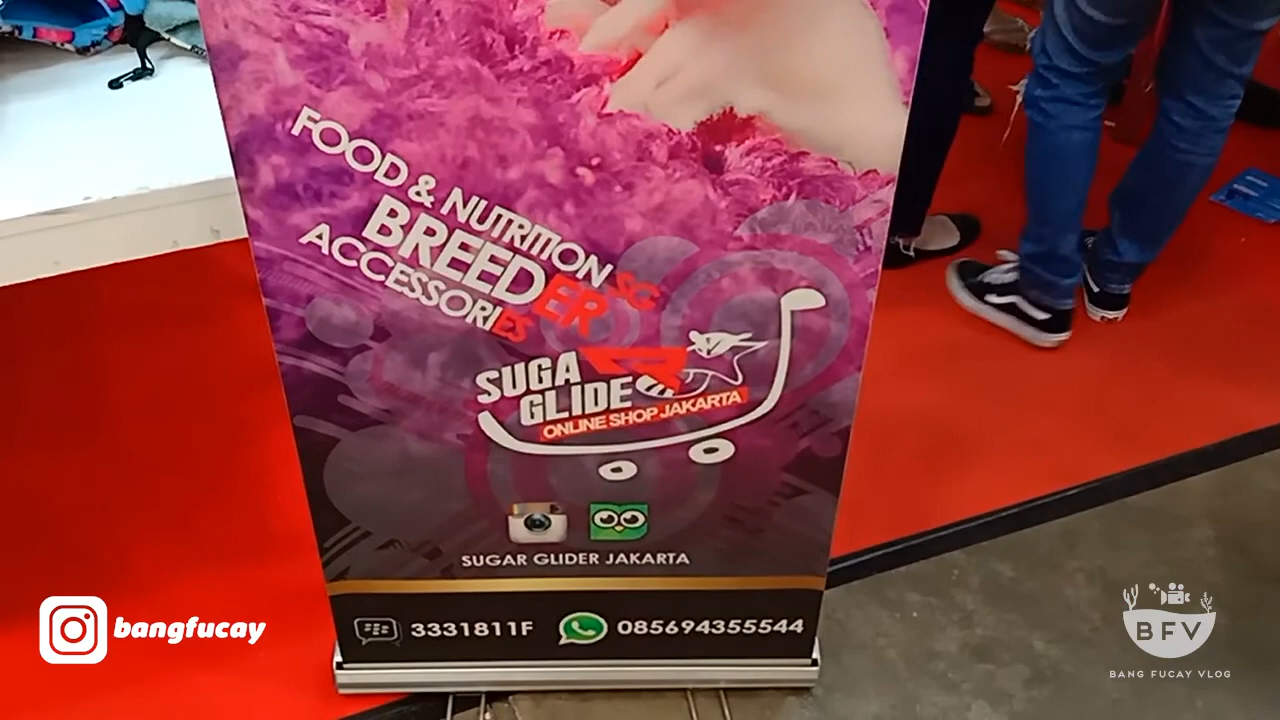 FOOD & NUTRITION SG
BREEDER
ACCESSORIES
SUGA
GLIDE
ONLINE SHOP JAKARTA
SUGAR GLIDER JAKARTA
3331811F
085694355544
bangfucay
BFV
BANG FUCAY VLOG